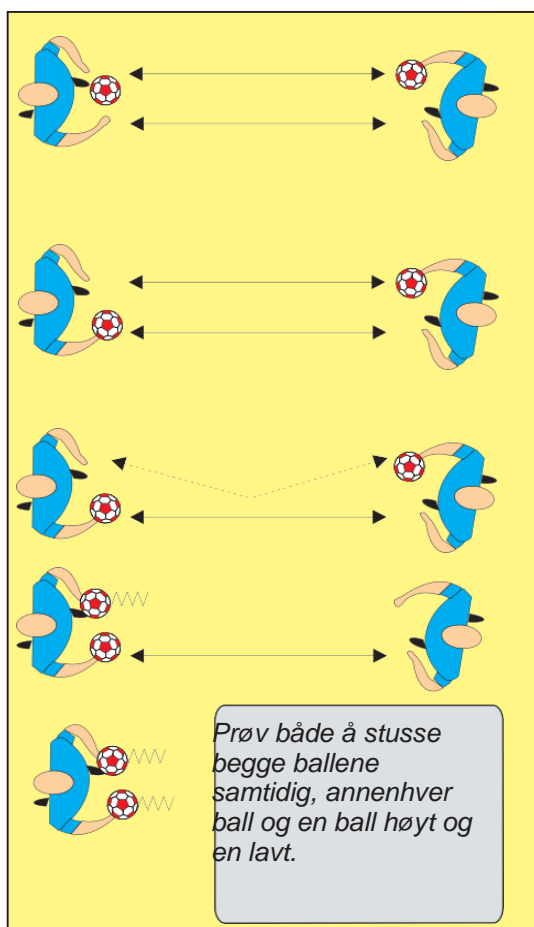 Prøv både å stusse
begge ballene
samtidig, annenhver
ball og en ball høyt og
en lavt.